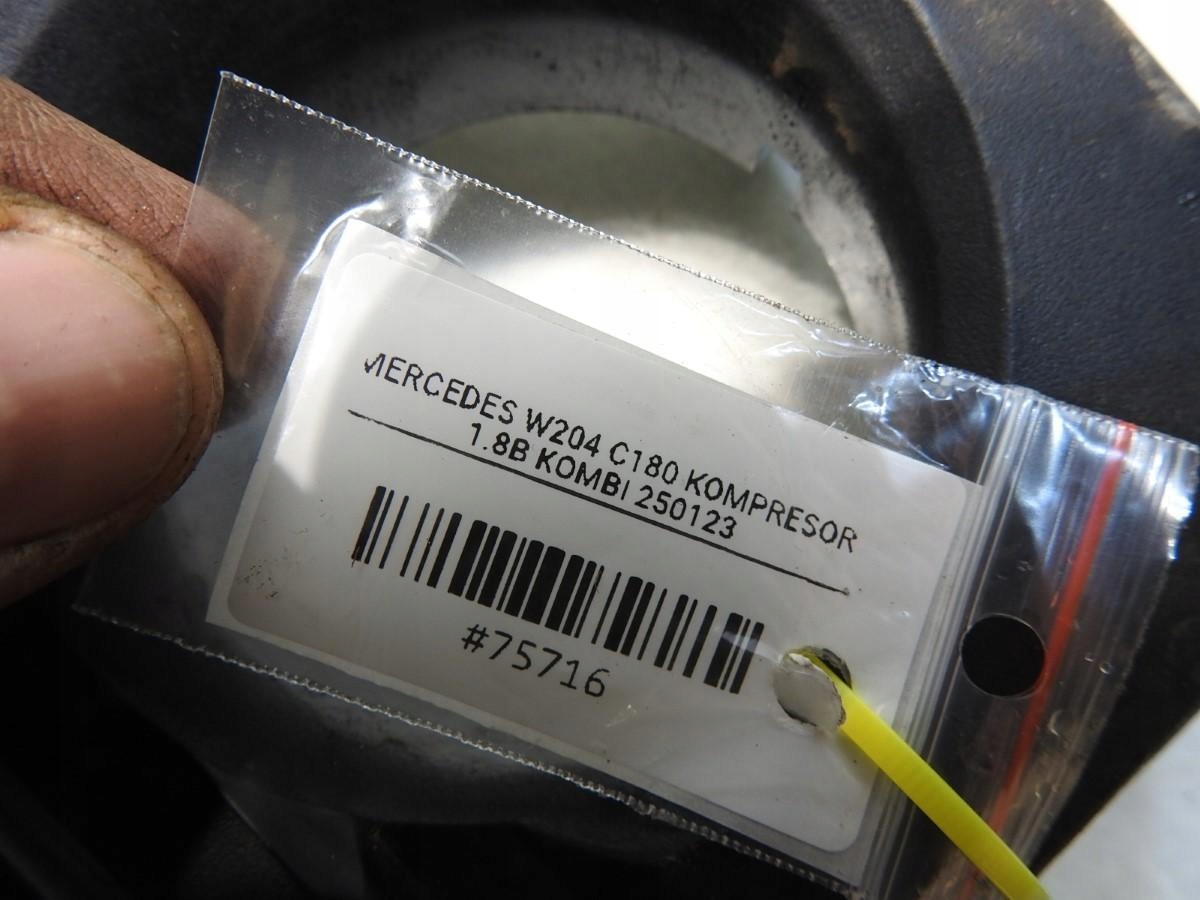 MERCEDES W204 C180 KOMPRESOR
1.8B KOMBI 250123
#75716